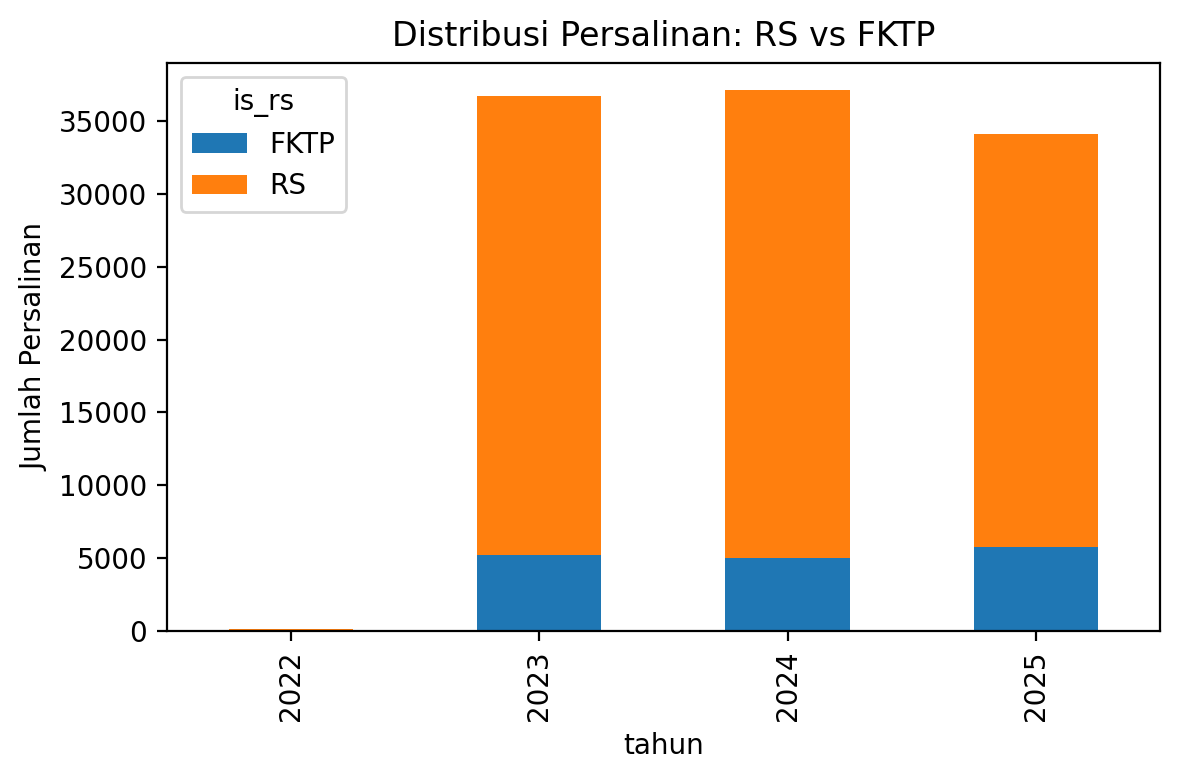 Distribusi Persalinan: RS vs FKTP
is_rs
FKTP
RS
Jumlah Persalinan
35000
30000
25000
20000
15000
10000
5000
0
2022
2023
2024
2025
tahun